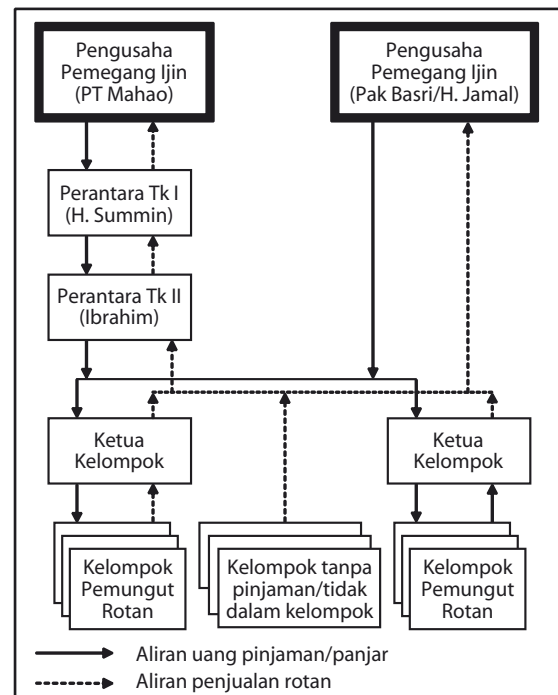 Pengusaha
Pemegang Ijin
(PT Mahao)
Pengusaha
Pemegang Ijin
(Pak Basri/H. Jamal)
Perantara Tk I
(H. Summin)
Perantara Tk II
(Ibrahim)
Ketua
Kelompok
Ketua
Kelompok
Kelompok
Pemungut
Rotan
Kelompok tanpa
pinjaman/tidak
dalam kelompok
Kelompok
Pemungut
Rotan
Aliran uang pinjaman/panjar
Aliran penjualan rotan